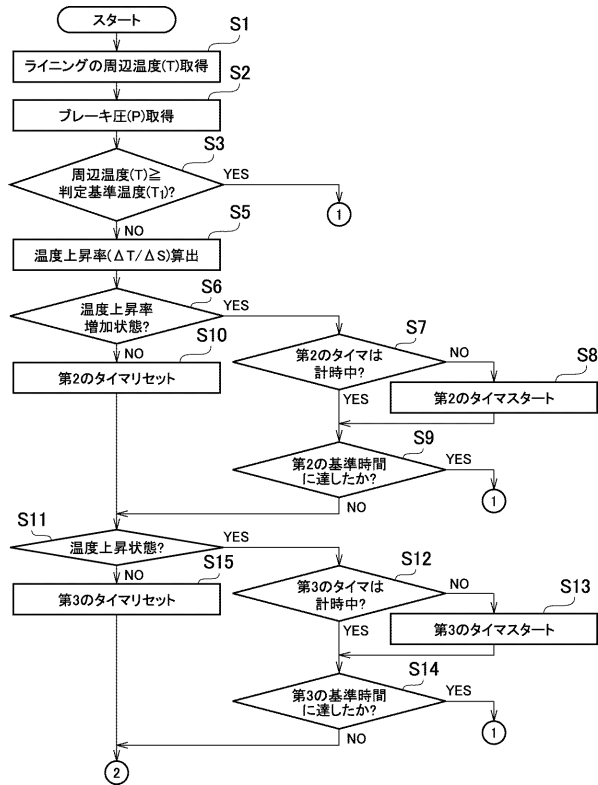 スタート
S1
ライニングの周辺温度(T)取得
S2
ブレーキ圧(P)取得
S3
周辺温度(T)≧
判定基準温度(T1)?
YES
1
NO
S5
温度上昇率(ΔT/ΔS)算出
S6
温度上昇率
増加状態?
YES
NO
S10
第2のタイマリセット
S7
第2のタイマは
計時中?
NO
YES
S8
第2のタイマスタート
S9
第2の基準時間
に達したか?
YES
1
NO
S11
温度上昇状態?
YES
NO
S15
第3のタイマリセット
S12
第3のタイマは
計時中?
NO
YES
S13
第3のタイマスタート
S14
第3の基準時間
に達したか?
YES
1
NO
2